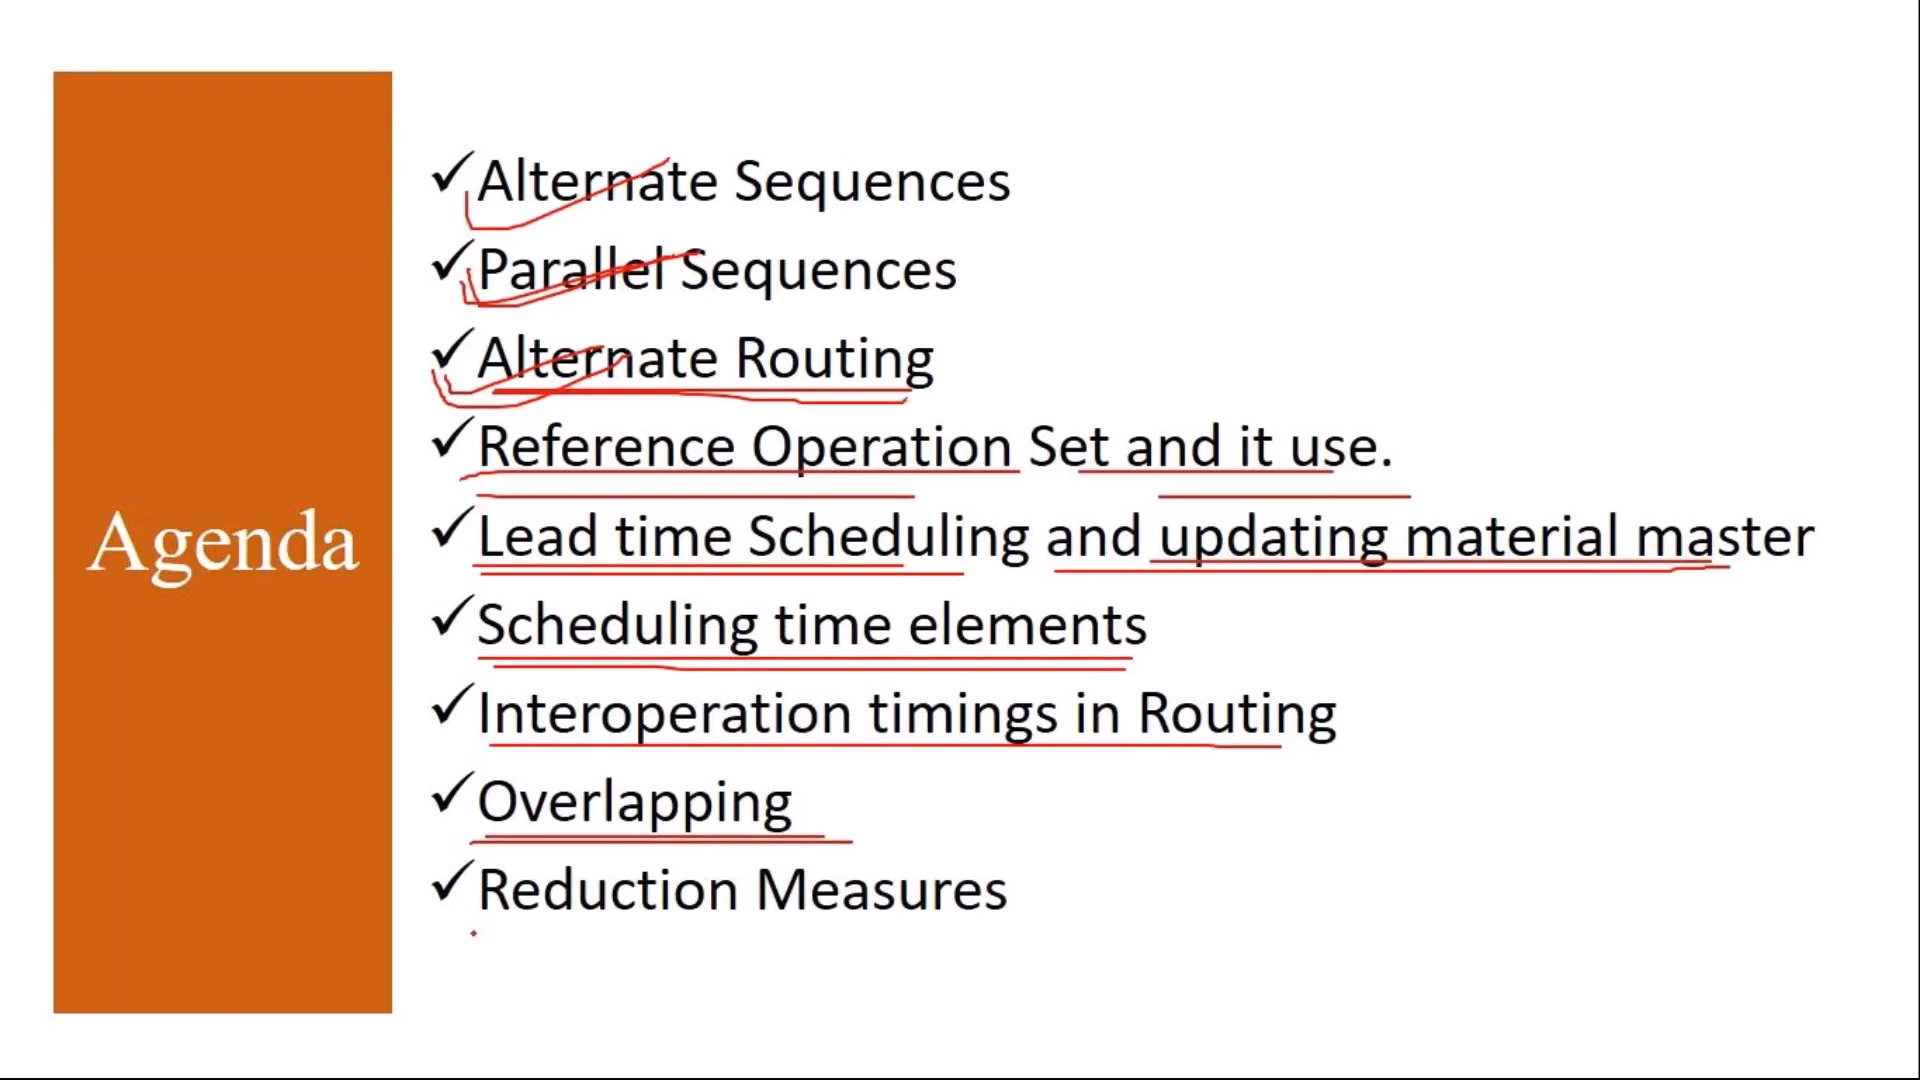 Agenda
Alternate Sequences
Parallel Sequences
Alternate Routing
Reference Operation Set and it use.
Lead time Scheduling and updating material master
Scheduling time elements
Interoperation timings in Routing
Overlapping
Reduction Measures